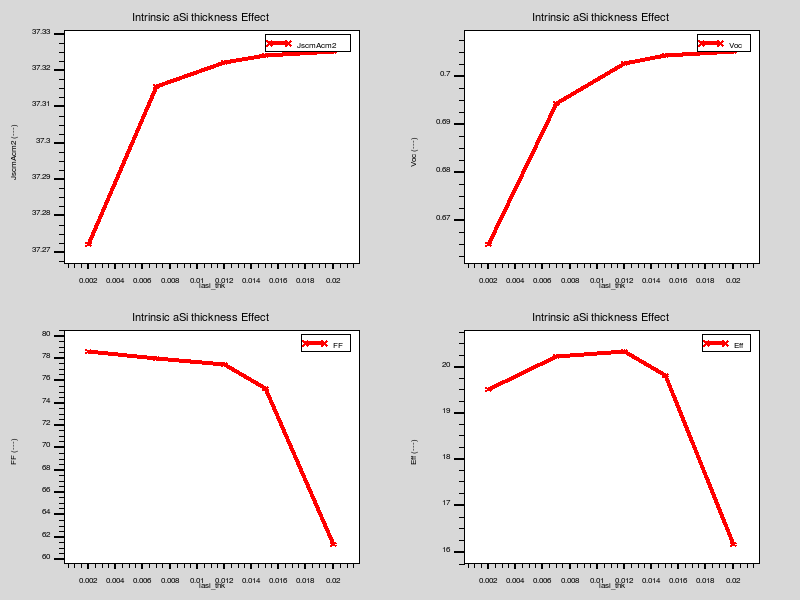 Intrinsic aSi thickness Effect
JscmAcm2
37.33
37.32
37.31
37.3
37.29
37.28
37.27
JscmAcm2 (---)
0.002 0.004 0.006 0.008 0.01 0.012 0.014 0.016 0.018 0.02
iasi_thk
Intrinsic aSi thickness Effect
Voc
0.7
0.69
0.68
0.67
Voc (---)
0.002 0.004 0.006 0.008 0.01 0.012 0.014 0.016 0.018 0.02
iasi_thk
Intrinsic aSi thickness Effect
FF
80
78
76
74
72
70
68
66
64
62
60
FF (---)
0.002 0.004 0.006 0.008 0.01 0.012 0.014 0.016 0.018 0.02
iasi_thk
Intrinsic aSi thickness Effect
Eff
20
19
18
17
16
Eff (---)
0.002 0.004 0.006 0.008 0.01 0.012 0.014 0.016 0.018 0.02
iasi_thk